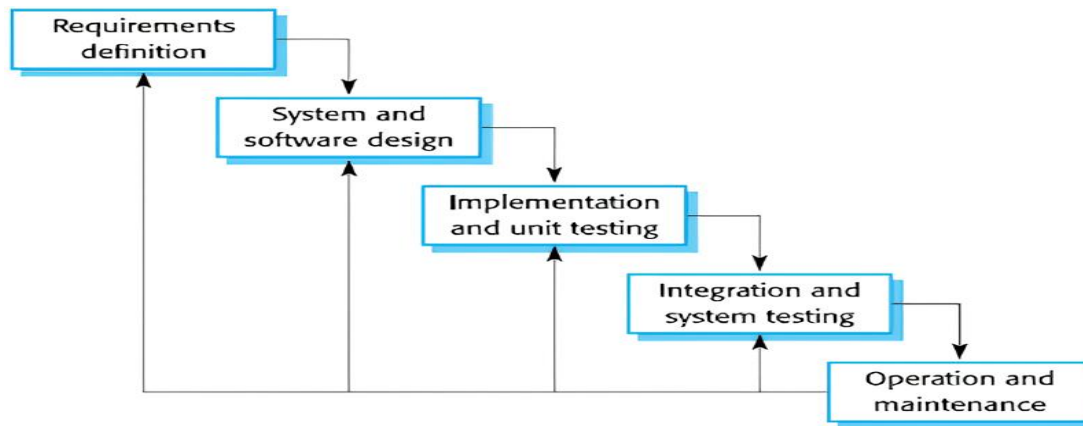 Requirements
definition
System and
software design
Implementation
and unit testing
Integration and
system testing
Operation and
maintenance